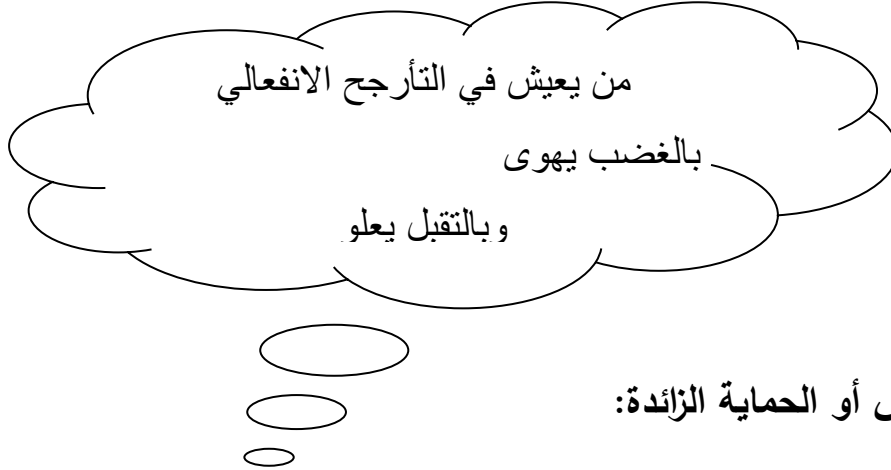 من يعيش في التأرجح الانفعالي
بالغضب يهوى
وبالتقبل يعلو
أو الحماية الزائدة: